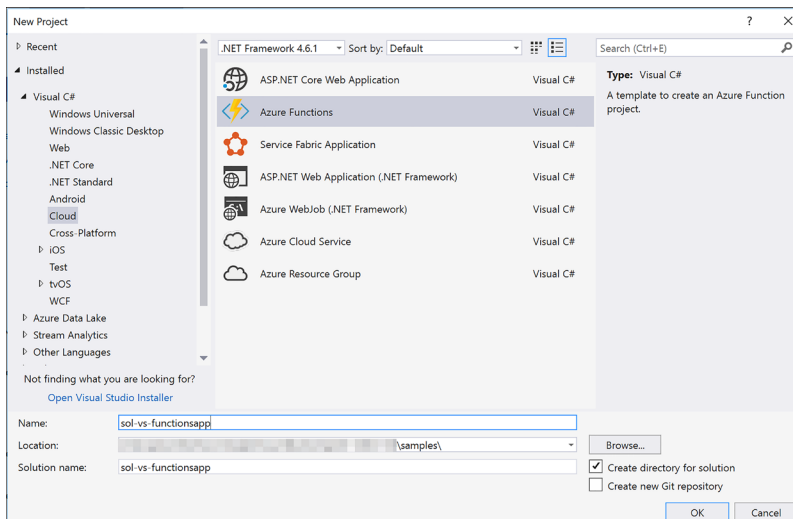 New Project
Recent
Installed
Visual C#
Windows Universal
Windows Classic Desktop
Web
.NET Core
.NET Standard
Android
Cloud
Cross-Platform
iOS
Test
tvOS
WCF
Azure Data Lake
Stream Analytics
Other Languages
Not finding what you are looking for?
Open Visual Studio Installer
.NET Framework 4.6.1 Sort by: Default
ASP.NET Core Web Application Visual C#
Azure Functions Visual C#
Service Fabric Application Visual C#
ASP.NET Web Application (.NET Framework) Visual C#
Azure WebJob (.NET Framework) Visual C#
Azure Cloud Service Visual C#
Azure Resource Group Visual C#
Search (Ctrl+E)
Type: Visual C#
A template to create an Azure Function
project.
Name: sol-vs-functionsapp
Location: \samples\ Browse...
Solution name: sol-vs-functionsapp
Create directory for solution
Create new Git repository
OK Cancel